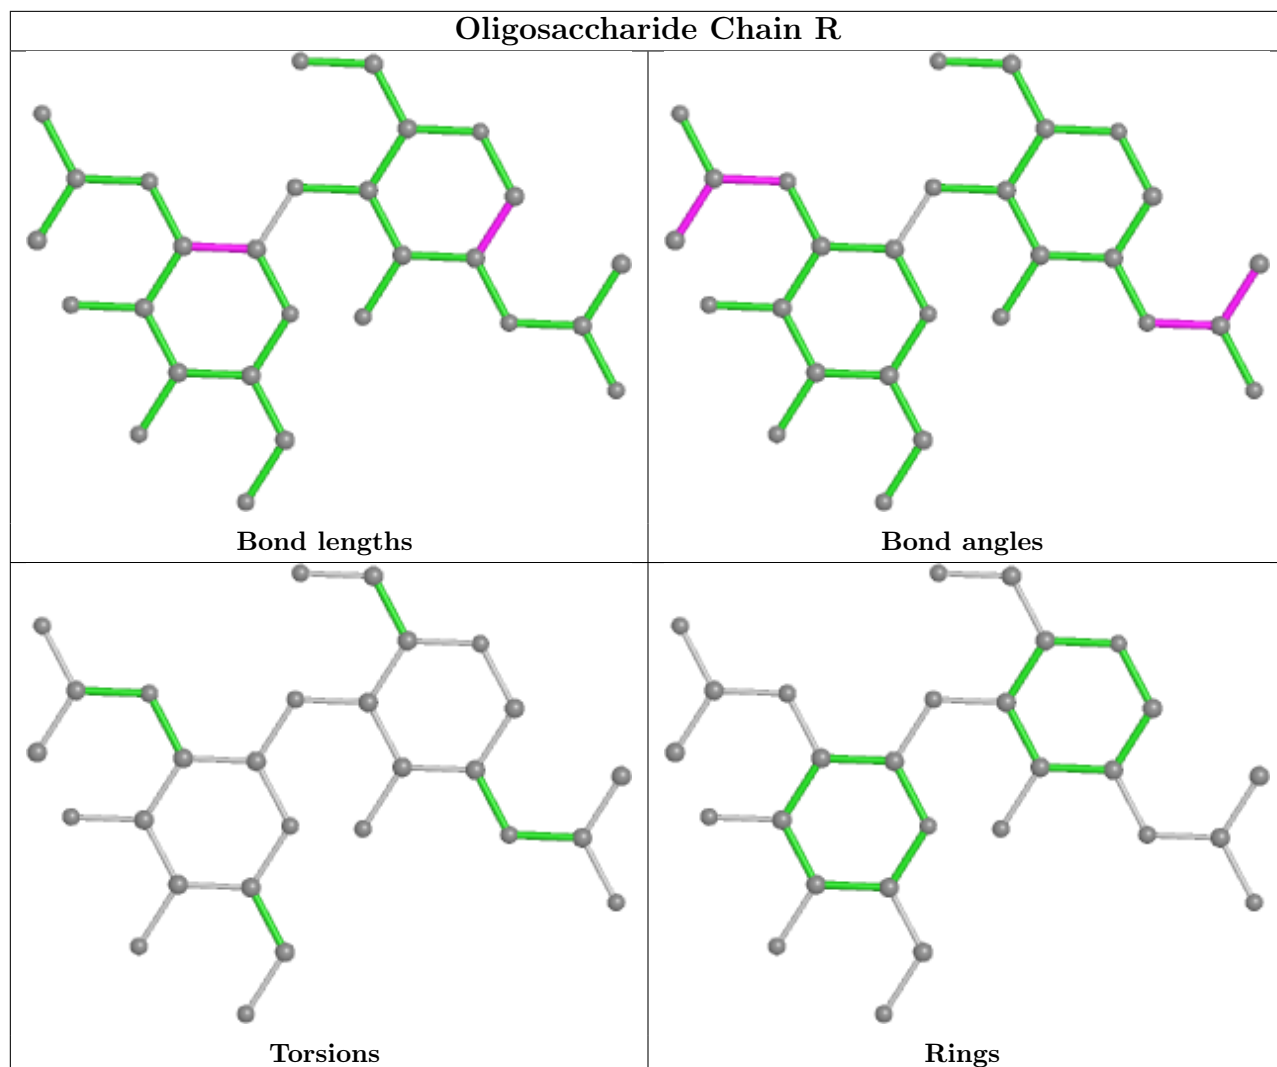 Oligosaccharide Chain R
Bond lengths
Bond angles
Torsions
Rings